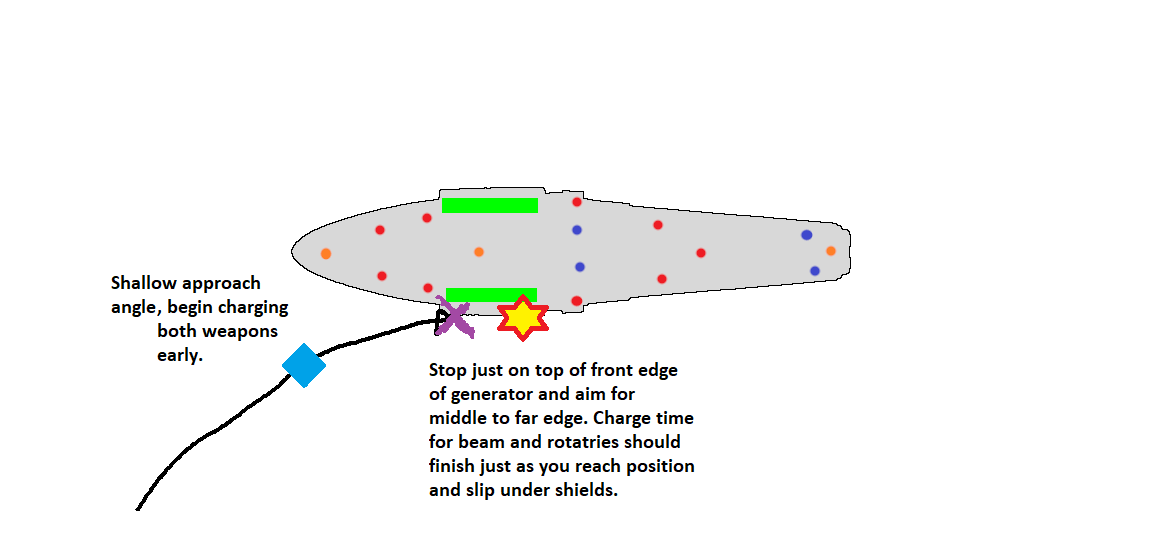 Shallow approach
angle, begin charging
both weapons
early.
Stop just on top of front edge
of generator and aim for
middle to far edge. Charge time
for beam and rotatries should
finish just as you reach position
and slip under shields.